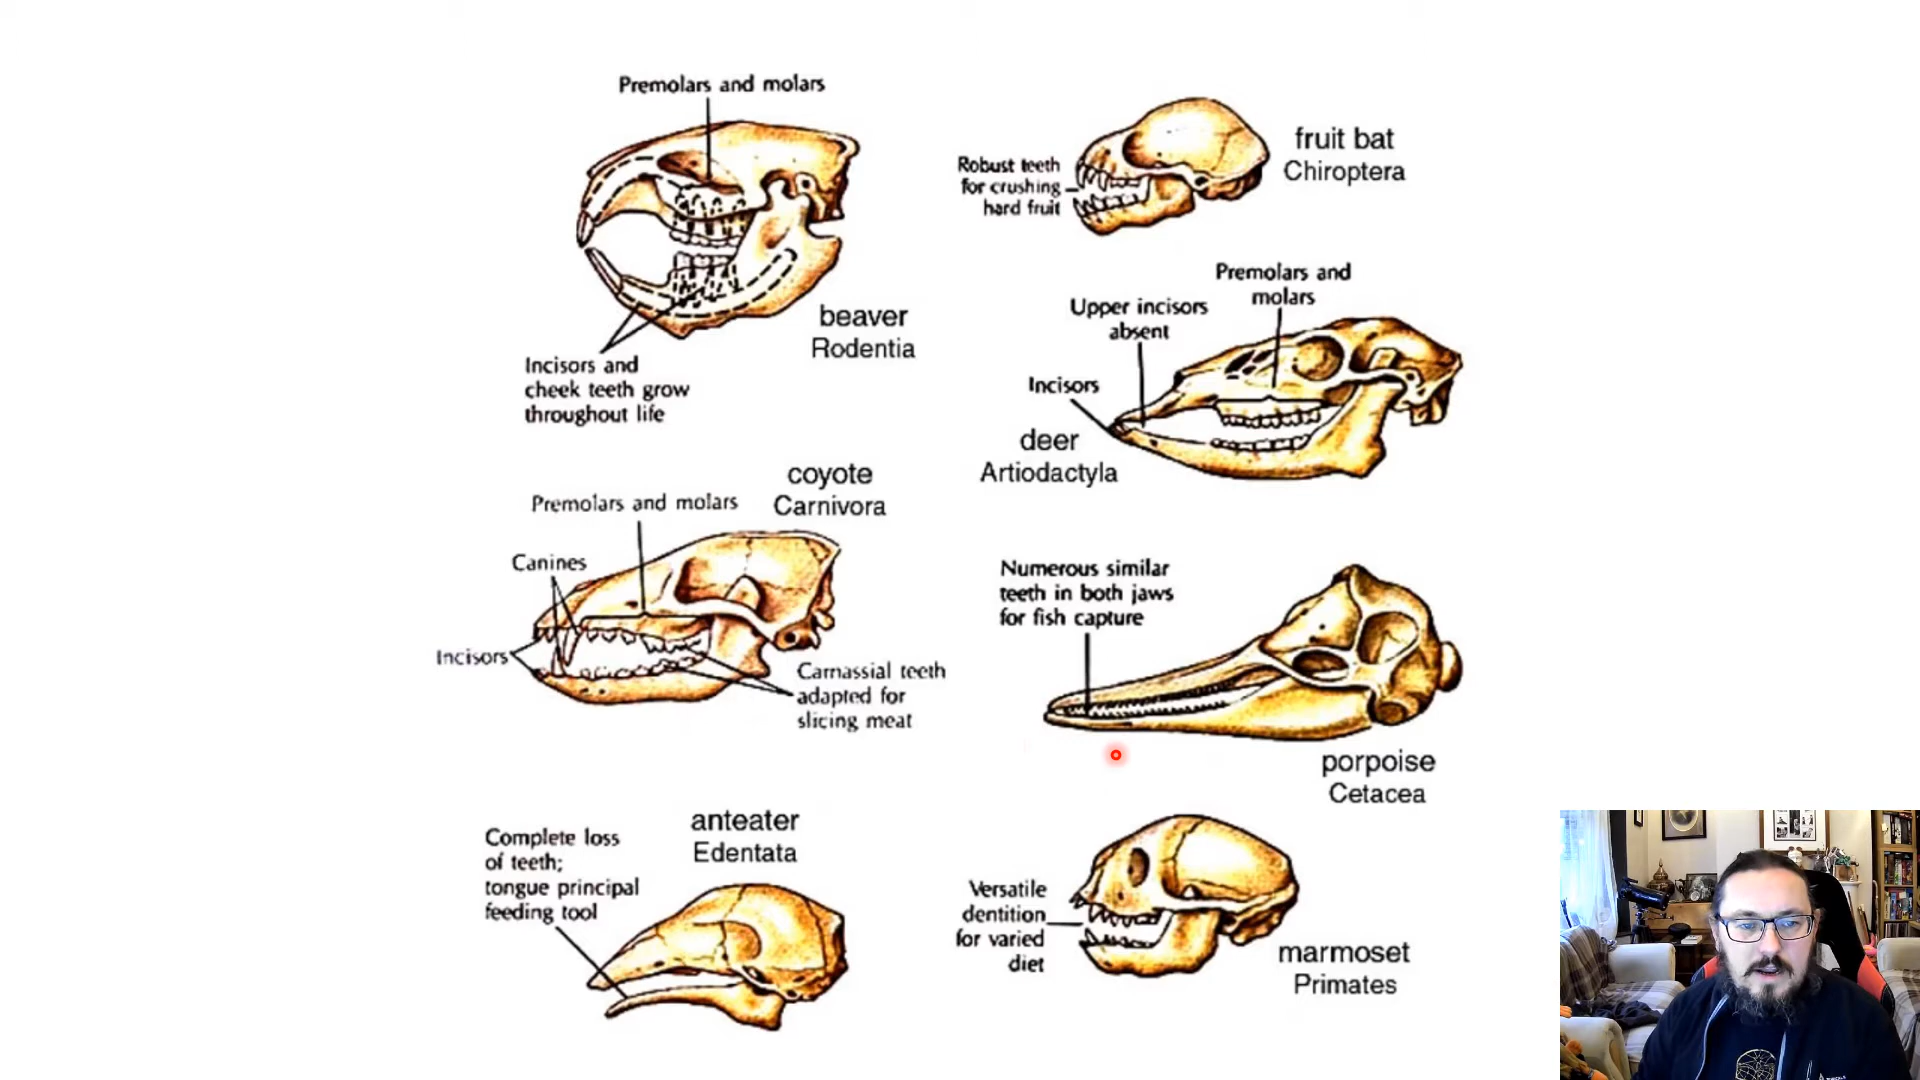 Premolars and molars
beaver
Rodentia
Incisors and
cheek teeth grow
throughout life
fruit bat
Chiroptera
Robust teeth
for crushing
hard fruit
Premolars and
molars
Upper incisors
absent
Incisors
deer
Artiodactyla
coyote
Carnivora
Premolars and molars
Canines
Incisors
Carnassial teeth
adapted for
slicing meat
Numerous similar
teeth in both jaws
for fish capture
porpoise
Cetacea
anteater
Edentata
Complete loss
of teeth;
tongue principal
feeding tool
Versatile
dentition
for varied
diet
marmoset
Primates